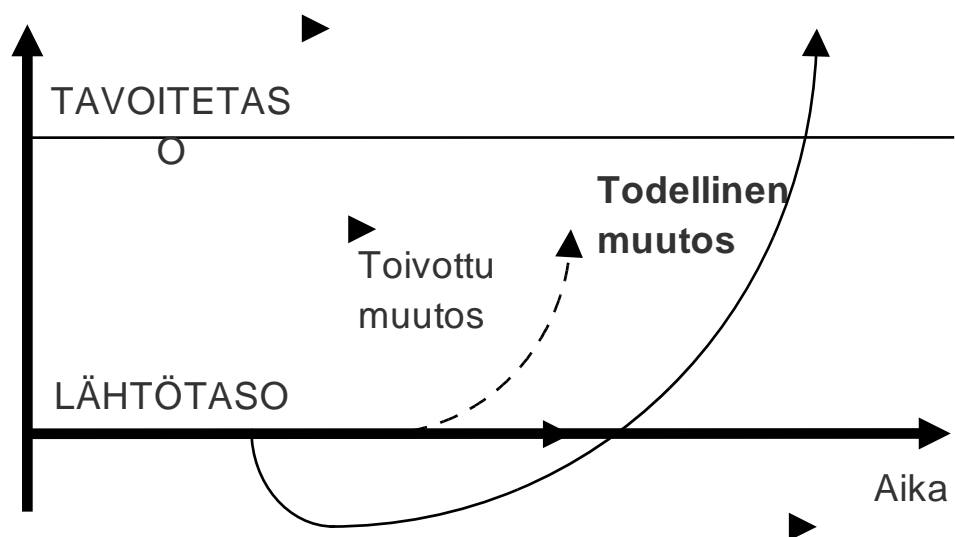 TAVOITETAS
O
Todellinen
muutos
Toivottu
muutos
LÄHTÖTASO
Aika